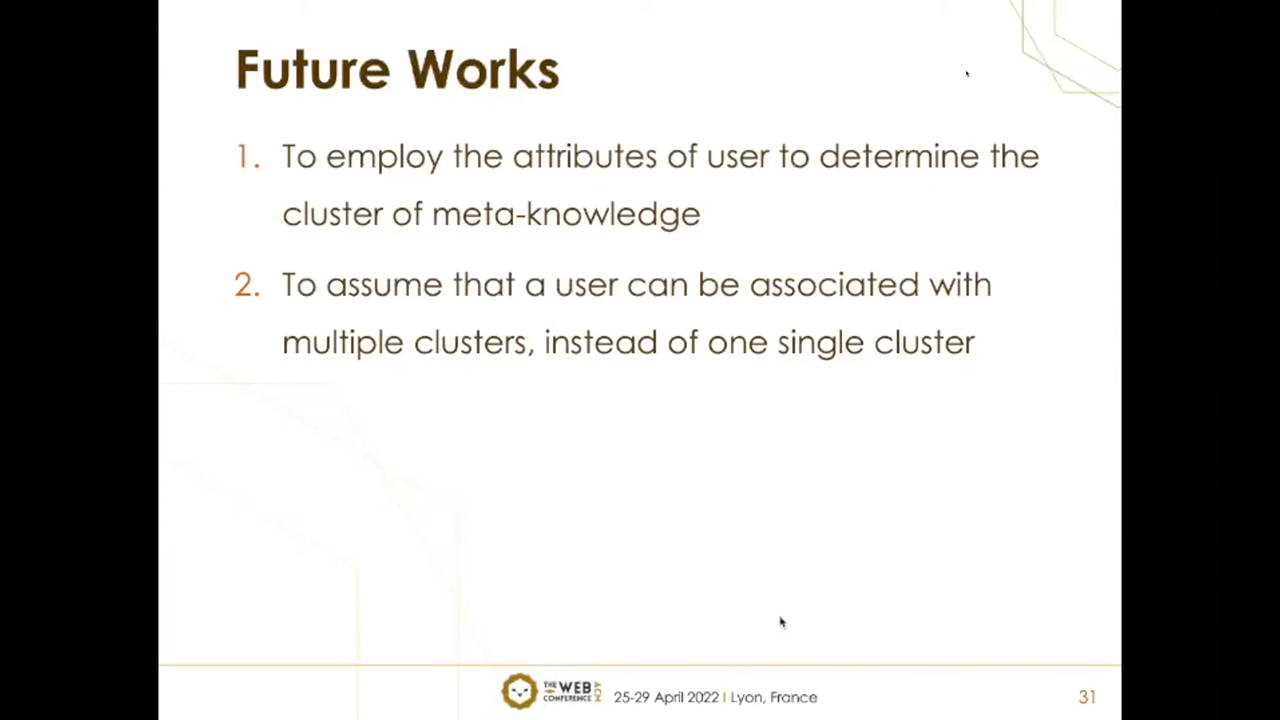 Future Works
1. To employ the attributes of user to determine the
cluster of meta-knowledge
2. To assume that a user can be associated with
multiple clusters, instead of one single cluster
THE WEB CONFERENCE ACM
25-29 April 2022 | Lyon, France
31